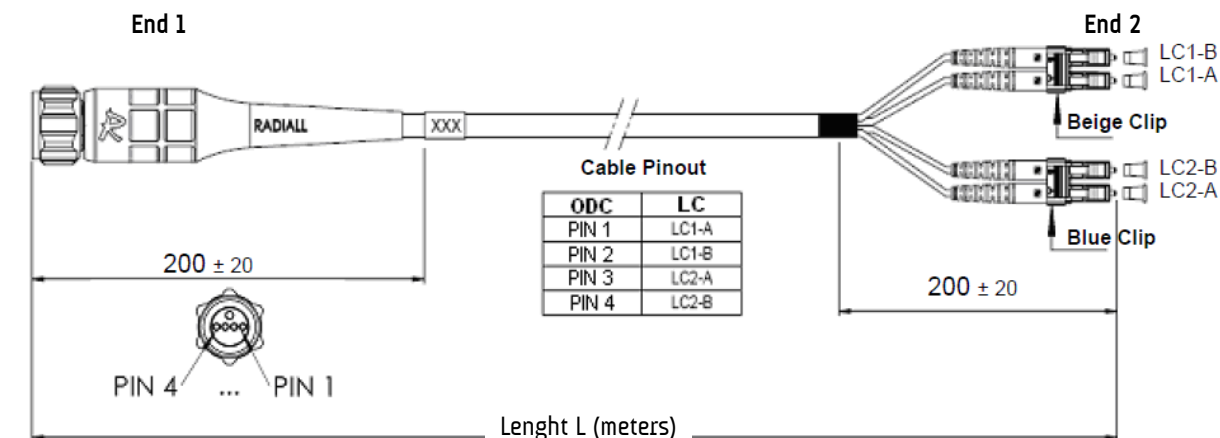 End 1
End 2
LC1-B
LC1-A
RADIALL
XXX
Beige Clip
Cable Pinout
LC2-B
LC2-A
ODC LC
PIN 1 LC1-A
PIN 2 LC1-B
PIN 3 LC2-A
PIN 4 LC2-B
Blue Clip
200 ± 20
200 ± 20
PIN 4 ... PIN 1
Lenght L (meters)